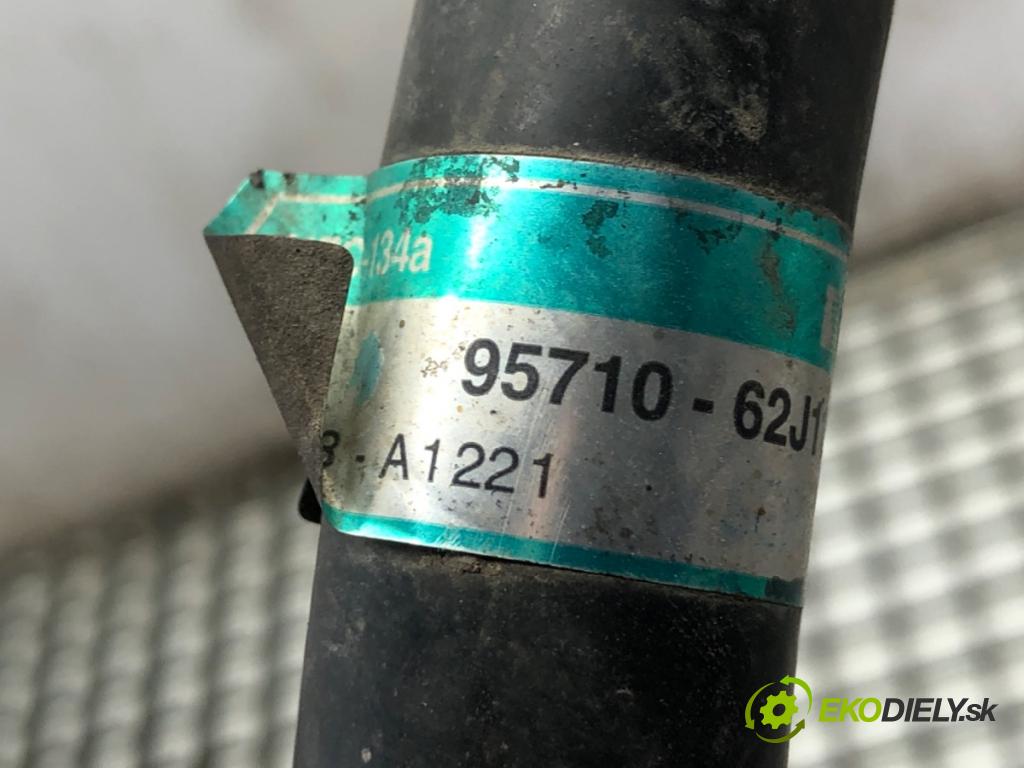 -134a
95710 - 62J1
3 - A1221
EKODIELY.sk